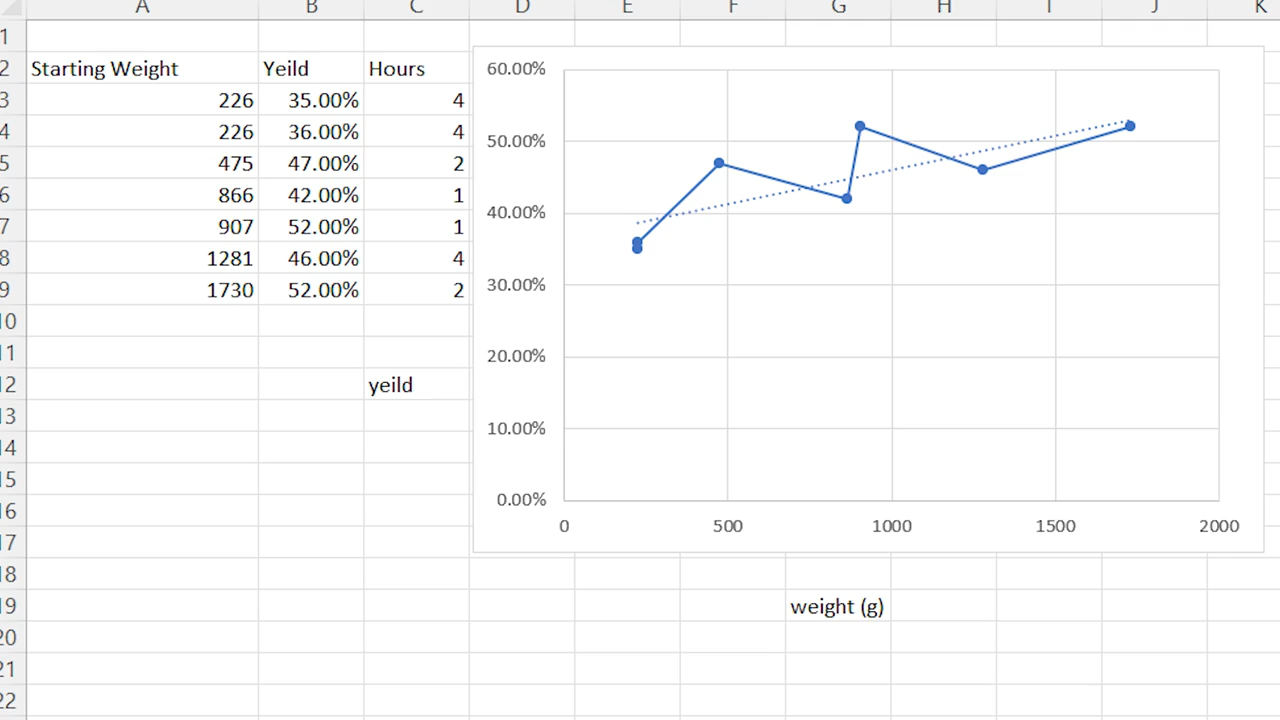 A B C D E F G H I J K
1
2 Starting Weight Yeild Hours
3 226 35.00% 4
4 226 36.00% 4
5 475 47.00% 2
6 866 42.00% 1
7 907 52.00% 1
8 1281 46.00% 4
9 1730 52.00% 2
10
11
12 yeild
13
14
15
16
17
18
19 weight (g)
20
21
22
60.00%
50.00%
40.00%
30.00%
20.00%
10.00%
0.00%
0 500 1000 1500 2000